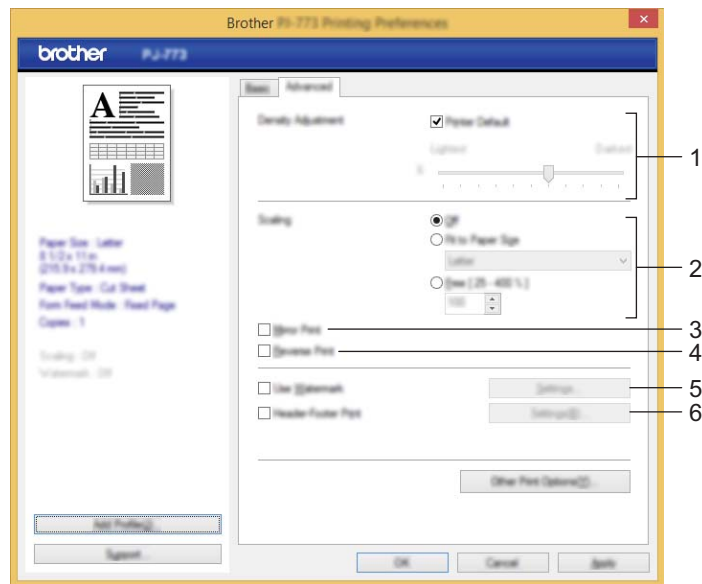 Brother PJ-773 Printing Preferences
brother PJ-773
A
Basic Advanced
Density Adjustment
Printer Default
Lightest Darkest
Scaling
Off
Fit to Paper Size
Letter
Free [ 25 - 400 % ]
100
Mirror Print
Reverse Print
Use Watermark
Settings...
Header-Footer Print
Other Print Options
Paper Size : Letter
8 1/2 x 11 in
(215.9 x 279.4 mm)
Paper Type : Cut Sheet
Form Feed Mode : Fixed Page
Copies : 1
Scaling : Off
Watermark : Off
Add Profile
Support...
OK Cancel Apply
1
2
3
4
5
6